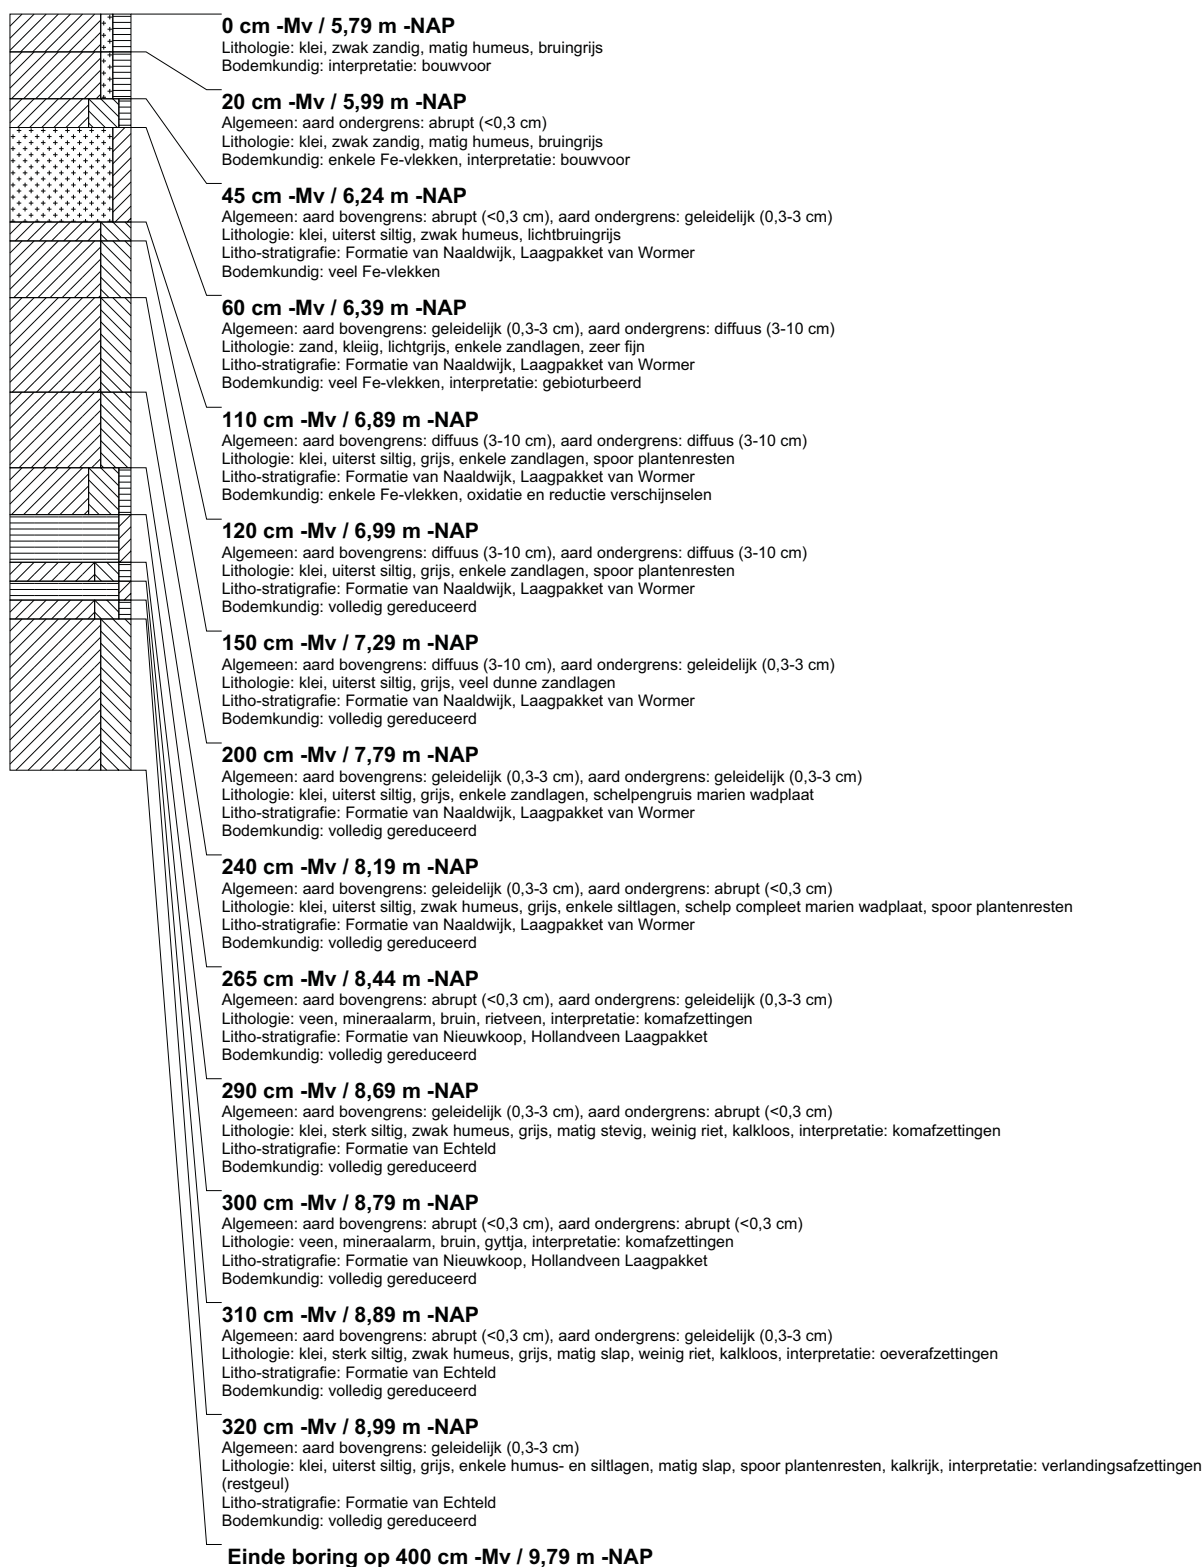 0 cm -Mv / 5,79 m -NAP
Lithologie: klei, zwak zandig, matig humeus, bruingrijs
Bodemkundig: interpretatie: bouwvoor
20 cm -Mv / 5,99 m -NAP
Algemeen: aard ondergrens: abrupt (<0,3 cm)
Lithologie: klei, zwak zandig, matig humeus, bruingrijs
Bodemkundig: enkele Fe-vlekken, interpretatie: bouwvoor
45 cm -Mv / 6,24 m -NAP
Algemeen: aard bovengrens: abrupt (<0,3 cm), aard ondergrens: geleidelijk (0,3-3 cm)
Lithologie: klei, uiterst siltig, zwak humeus, lichtbruingrijs
Litho-stratigrafie: Formatie van Naaldwijk, Laagpakket van Wormer
Bodemkundig: veel Fe-vlekken
60 cm -Mv / 6,39 m -NAP
Algemeen: aard bovengrens: geleidelijk (0,3-3 cm), aard ondergrens: diffuus (3-10 cm)
Lithologie: zand, kleiig, lichtgrijs, enkele zandlagen, zeer fijn
Litho-stratigrafie: Formatie van Naaldwijk, Laagpakket van Wormer
Bodemkundig: veel Fe-vlekken, interpretatie: gebioturbeerd
110 cm -Mv / 6,89 m -NAP
Algemeen: aard bovengrens: diffuus (3-10 cm), aard ondergrens: diffuus (3-10 cm)
Lithologie: klei, uiterst siltig, grijs, enkele zandlagen, spoor plantenresten
Litho-stratigrafie: Formatie van Naaldwijk, Laagpakket van Wormer
Bodemkundig: enkele Fe-vlekken, oxidatie en reductie verschijnselen
120 cm -Mv / 6,99 m -NAP
Algemeen: aard bovengrens: diffuus (3-10 cm), aard ondergrens: diffuus (3-10 cm)
Lithologie: klei, uiterst siltig, grijs, enkele zandlagen, spoor plantenresten
Litho-stratigrafie: Formatie van Naaldwijk, Laagpakket van Wormer
Bodemkundig: volledig gereduceerd
150 cm -Mv / 7,29 m -NAP
Algemeen: aard bovengrens: diffuus (3-10 cm), aard ondergrens: geleidelijk (0,3-3 cm)
Lithologie: klei, uiterst siltig, grijs, veel dunne zandlagen
Litho-stratigrafie: Formatie van Naaldwijk, Laagpakket van Wormer
Bodemkundig: volledig gereduceerd
200 cm -Mv / 7,79 m -NAP
Algemeen: aard bovengrens: geleidelijk (0,3-3 cm), aard ondergrens: geleidelijk (0,3-3 cm)
Lithologie: klei, uiterst siltig, grijs, enkele zandlagen, schelpengruis marien wadplaat
Litho-stratigrafie: Formatie van Naaldwijk, Laagpakket van Wormer
Bodemkundig: volledig gereduceerd
240 cm -Mv / 8,19 m -NAP
Algemeen: aard bovengrens: geleidelijk (0,3-3 cm), aard ondergrens: abrupt (<0,3 cm)
Lithologie: klei, uiterst siltig, zwak humeus, grijs, enkele siltlagen, schelp compleet marien wadplaat, spoor plantenresten
Litho-stratigrafie: Formatie van Naaldwijk, Laagpakket van Wormer
Bodemkundig: volledig gereduceerd
265 cm -Mv / 8,44 m -NAP
Algemeen: aard bovengrens: abrupt (<0,3 cm), aard ondergrens: geleidelijk (0,3-3 cm)
Lithologie: veen, mineraalarm, bruin, rietveen, interpretatie: komafzettingen
Litho-stratigrafie: Formatie van Nieuwkoop, Hollandveen Laagpakket
Bodemkundig: volledig gereduceerd
290 cm -Mv / 8,69 m -NAP
Algemeen: aard bovengrens: geleidelijk (0,3-3 cm), aard ondergrens: abrupt (<0,3 cm)
Lithologie: klei, sterk siltig, zwak humeus, grijs, matig stevig, weinig riet, kalkloos, interpretatie: komafzettingen
Litho-stratigrafie: Formatie van Echteld
Bodemkundig: volledig gereduceerd
300 cm -Mv / 8,79 m -NAP
Algemeen: aard bovengrens: abrupt (<0,3 cm), aard ondergrens: abrupt (<0,3 cm)
Lithologie: veen, mineraalarm, bruin, gyttja, interpretatie: komafzettingen
Litho-stratigrafie: Formatie van Nieuwkoop, Hollandveen Laagpakket
Bodemkundig: volledig gereduceerd
310 cm -Mv / 8,89 m -NAP
Algemeen: aard bovengrens: abrupt (<0,3 cm), aard ondergrens: geleidelijk (0,3-3 cm)
Lithologie: klei, sterk siltig, zwak humeus, grijs, matig slap, weinig riet, kalkloos, interpretatie: oeverafzettingen
Litho-stratigrafie: Formatie van Echteld
Bodemkundig: volledig gereduceerd
320 cm -Mv / 8,99 m -NAP
Algemeen: aard bovengrens: geleidelijk (0,3-3 cm)
Lithologie: klei, uiterst siltig, grijs, enkele humus- en siltlagen, matig slap, spoor plantenresten, kalkrijk, interpretatie: verlandingsafzettingen
(restgeul)
Litho-stratigrafie: Formatie van Echteld
Bodemkundig: volledig gereduceerd
Einde boring op 400 cm -Mv / 9,79 m -NAP